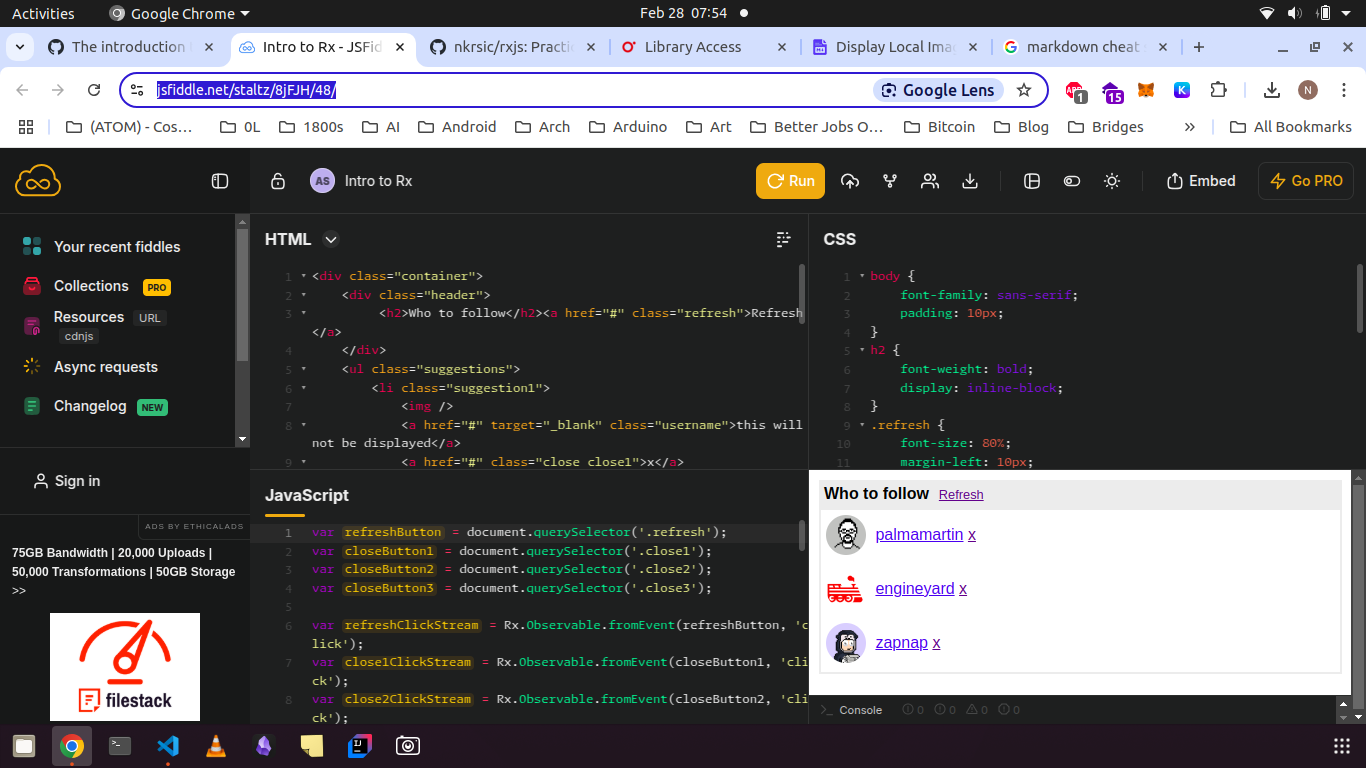 Activities Google Chrome Feb 28 07:54
The introduction Intro to Rx - JSFid nkrsic/rxjs: Practi Library Access Display Local Ima markdown cheat
jsfiddle.net/staltz/8jFJH/48/ Google Lens 1 15 K N
(ATOM) - Cos… 0L 1800s AI Android Arch Arduino Art Better Jobs O… Bitcoin Blog Bridges » All Bookmarks
AS Intro to Rx Run Embed Go PRO
Your recent fiddles
Collections PRO
Resources URL
cdnjs
Async requests
Changelog NEW
Sign in
ADS BY ETHICALADS
75GB Bandwidth | 20,000 Uploads |
50,000 Transformations | 50GB Storage
>>
filestack
HTML
1 <div class="container">
2 <div class="header">
3 <h2>Who to follow</h2><a href="#" class="refresh">Refresh
</a>
4 </div>
5 <ul class="suggestions">
6 <li class="suggestion1">
7 <img />
8 <a href="#" target="_blank" class="username">this will
not be displayed</a>
9 <a href="#" class="close close1">x</a>
CSS
1 body {
2 font-family: sans-serif;
3 padding: 10px;
4 }
5 h2 {
6 font-weight: bold;
7 display: inline-block;
8 }
9 .refresh {
10 font-size: 80%;
11 margin-left: 10px;
JavaScript
1 var refreshButton = document.querySelector('.refresh');
2 var closeButton1 = document.querySelector('.close1');
3 var closeButton2 = document.querySelector('.close2');
4 var closeButton3 = document.querySelector('.close3');
5
6 var refreshClickStream = Rx.Observable.fromEvent(refreshButton, 'c
lick');
7 var close1ClickStream = Rx.Observable.fromEvent(closeButton1, 'cli
ck');
8 var close2ClickStream = Rx.Observable.fromEvent(closeButton2, 'cli
ck');
Who to follow Refresh
palmamartin x
engineyard x
zapnap x
>_ Console 0 0 0 0